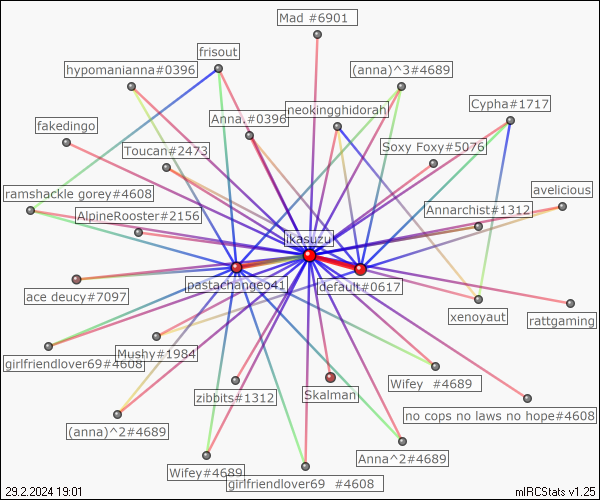 Mad #6901
frisout
hypomanianna#0396
(anna)^3#4689
Cypha#1717
neokingghidorah
Anna.#0396
fakedingo
Soxy Foxy#5076
Toucan#2473
avelicious
ramshackle gorey#4608
Annarchist#1312
AlpineRooster#2156
ikasuzu
pastachangeo41
default#0617
ace deucy#7097
xenoyaut
rattgaming
Mushy#1984
girlfriendlover69#4608
Wifey #4689
Skalman
zibbits#1312
no cops no laws no hope#4608
(anna)^2#4689
Anna^2#4689
Wifey#4689
girlfriendlover69 #4608
29.2.2024 19:01
mIRCStats v1.25